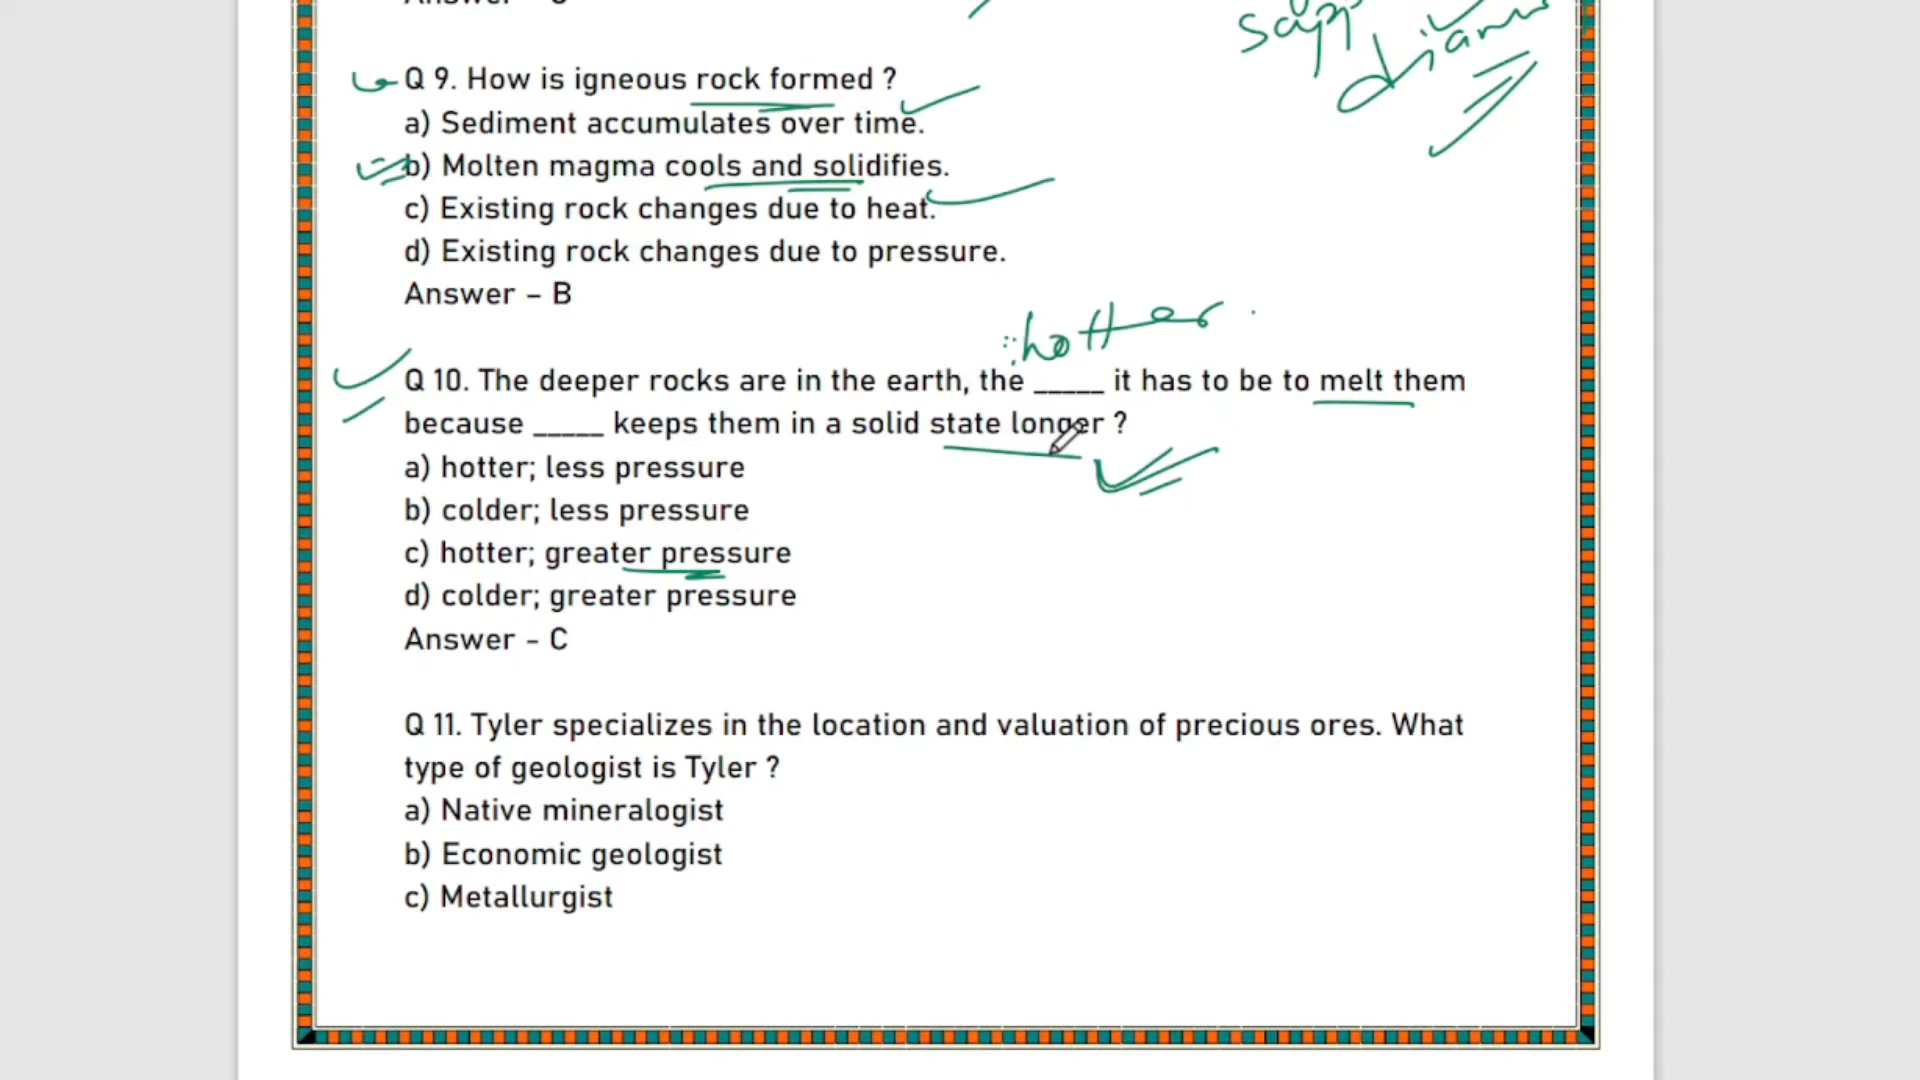 Answer - C
sapp
diam
Q 9. How is igneous rock formed ?
a) Sediment accumulates over time.
b) Molten magma cools and solidifies.
c) Existing rock changes due to heat.
d) Existing rock changes due to pressure.
Answer – B
hotter
Q 10. The deeper rocks are in the earth, the _____ it has to be to melt them
because _____ keeps them in a solid state longer ?
a) hotter; less pressure
b) colder; less pressure
c) hotter; greater pressure
d) colder; greater pressure
Answer - C
Q 11. Tyler specializes in the location and valuation of precious ores. What
type of geologist is Tyler ?
a) Native mineralogist
b) Economic geologist
c) Metallurgist